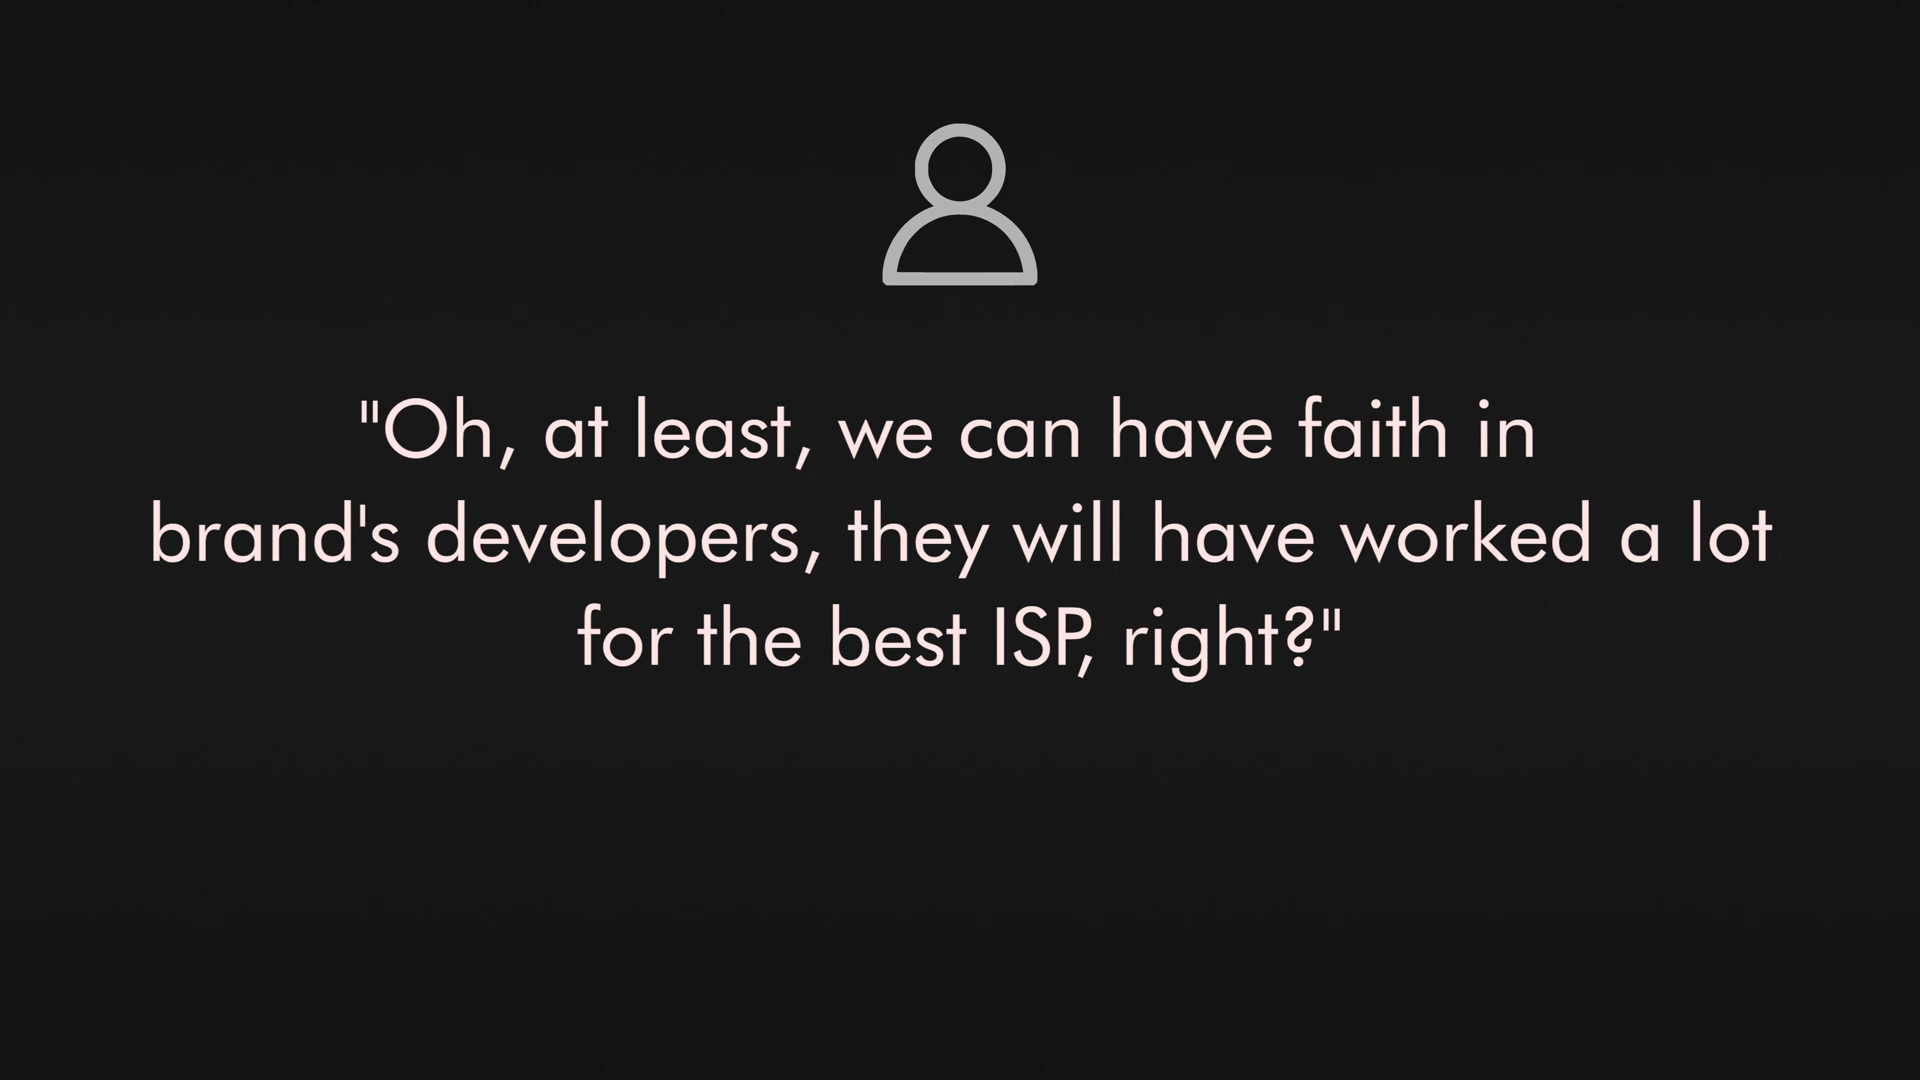 "Oh, at least, we can have faith in
brand's developers, they will have worked a lot
for the best ISP, right?"